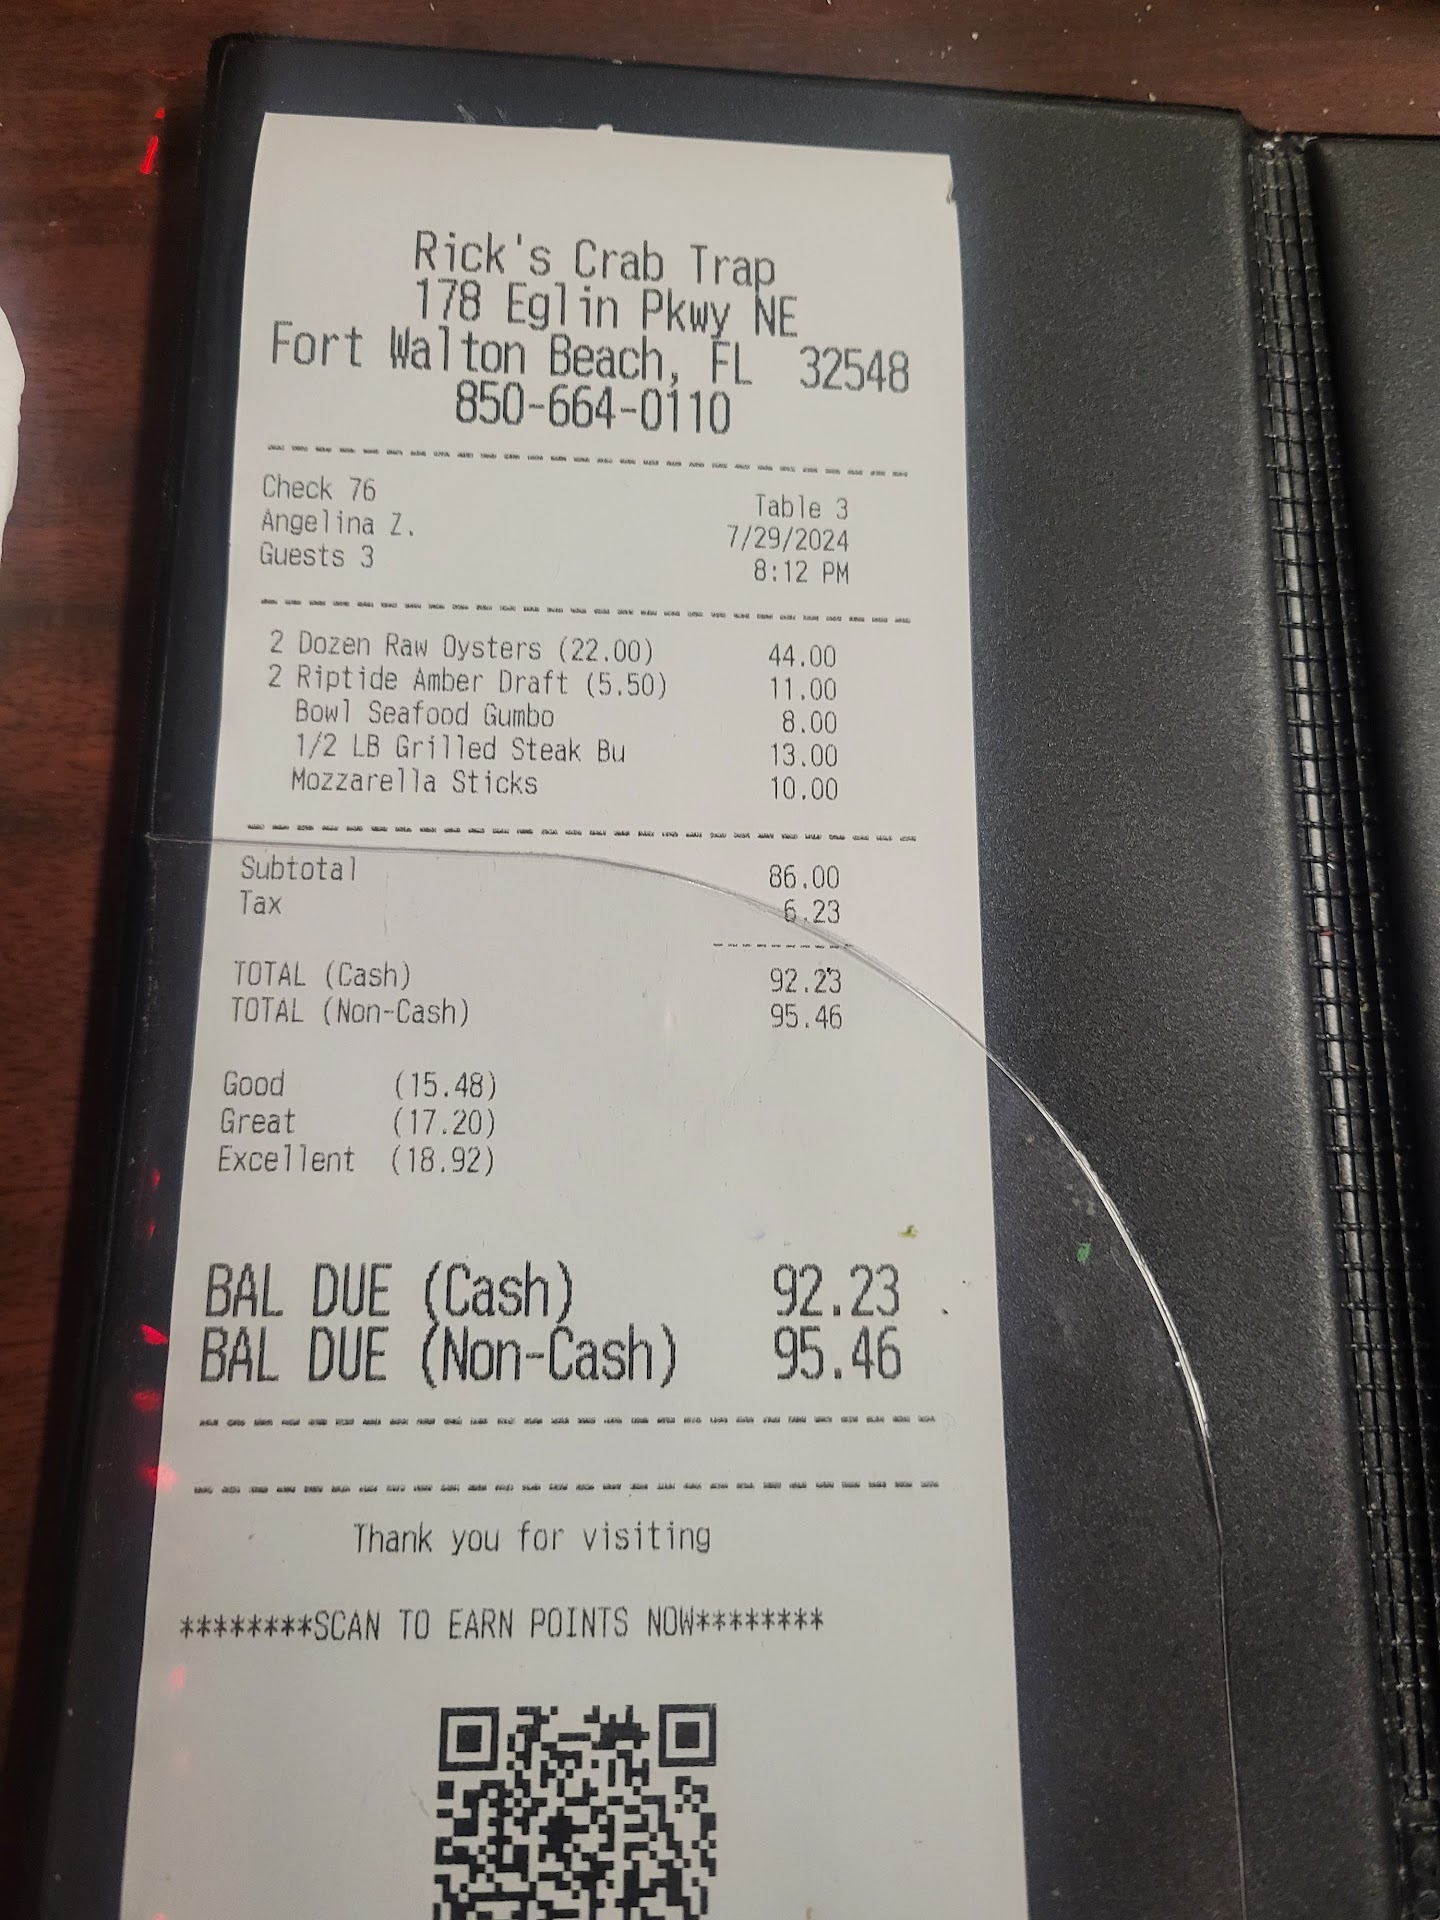 Rick's Crab Trap
178 Eglin Pkwy NE
Fort Walton Beach, FL 32548
850-664-0110
Check 76 Table 3
Angelina Z. 7/29/2024
Guests 3 8:12 PM
2 Dozen Raw Oysters (22.00) 44.00
2 Riptide Amber Draft (5.50) 11.00
Bowl Seafood Gumbo 8.00
1/2 LB Grilled Steak Bu 13.00
Mozzarella Sticks 10.00
Subtotal 86.00
Tax 6.23
TOTAL (Cash) 92.23
TOTAL (Non-Cash) 95.46
Good (15.48)
Great (17.20)
Excellent (18.92)
BAL DUE (Cash) 92.23
BAL DUE (Non-Cash) 95.46
Thank you for visiting
********SCAN TO EARN POINTS NOW********